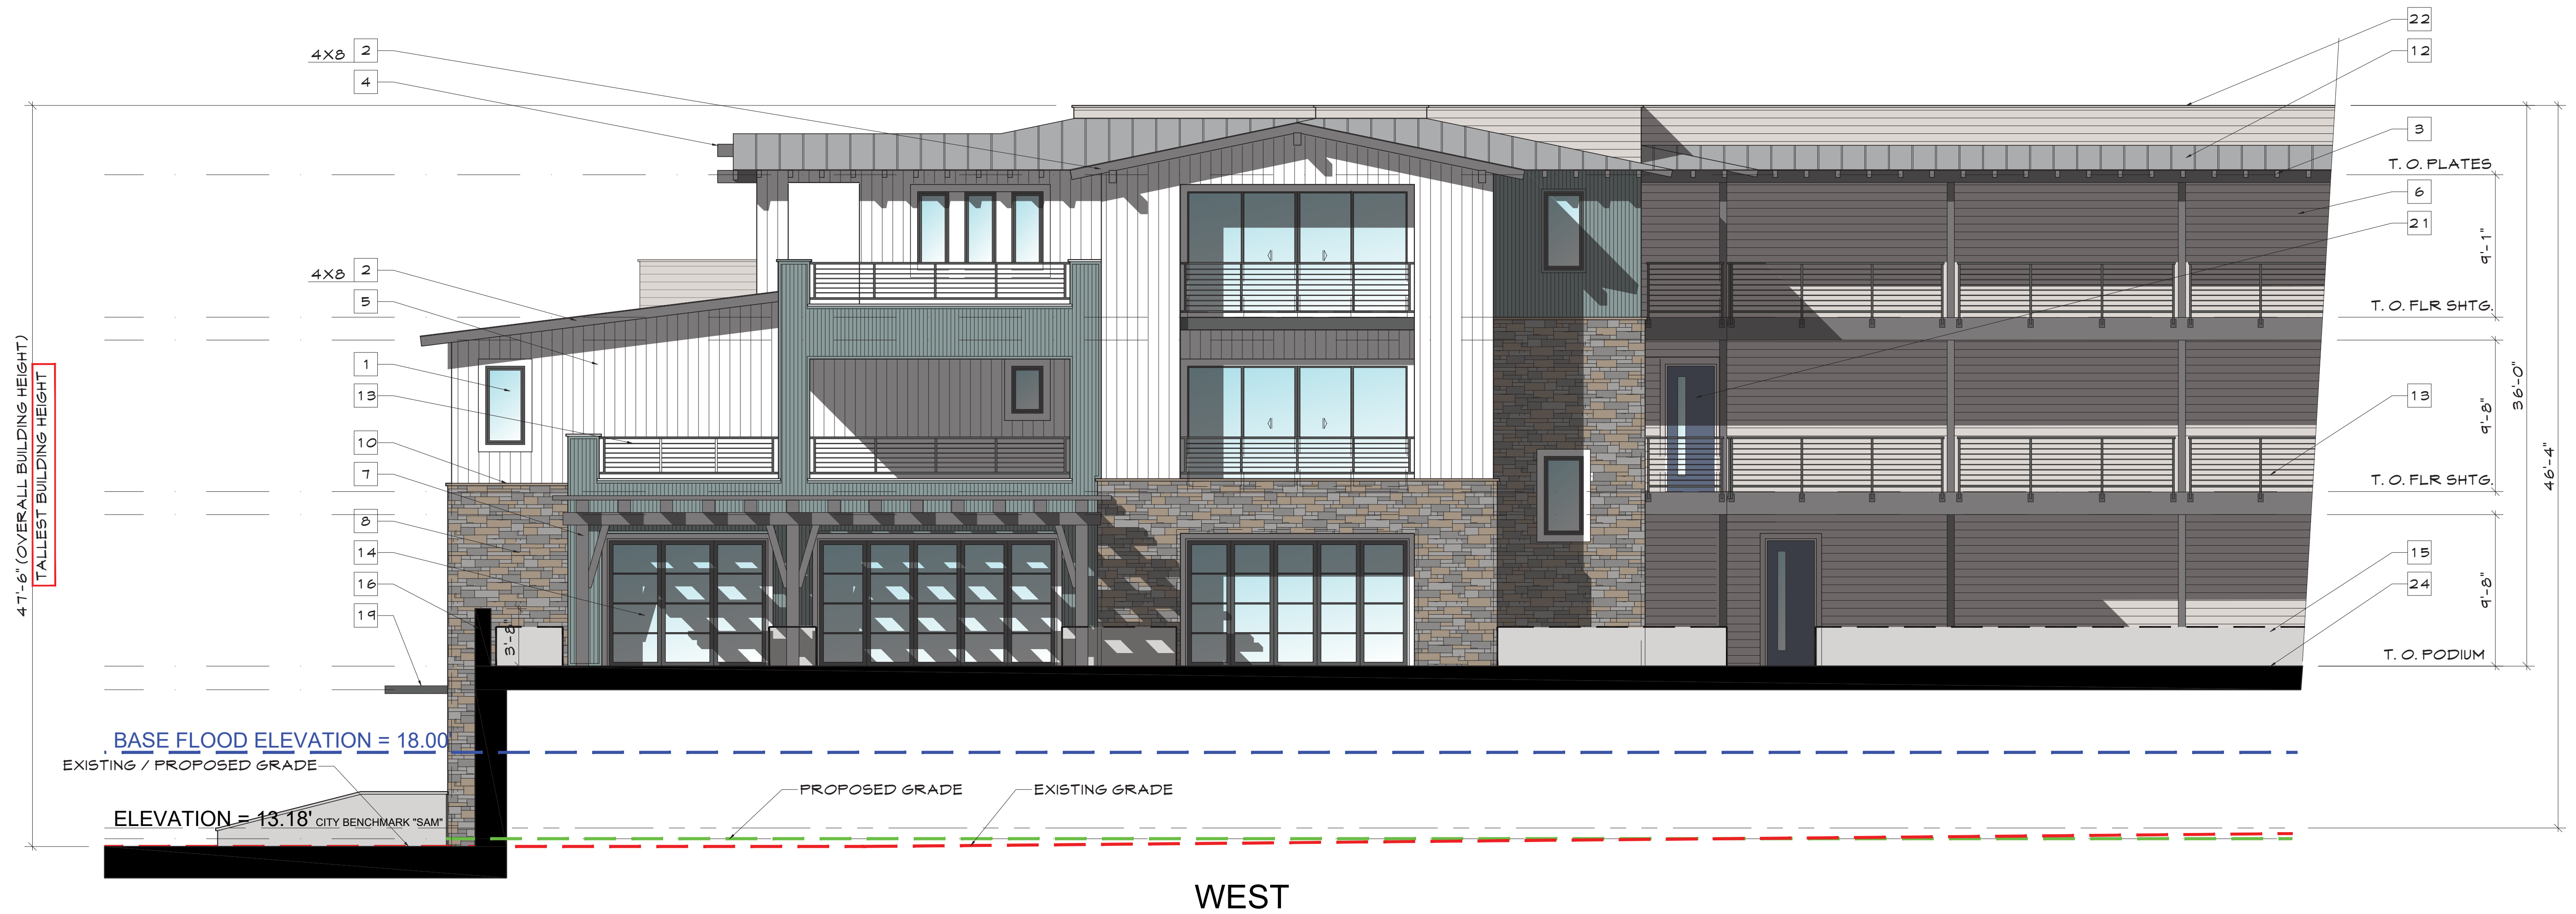 22
4X8 2
12
4
3
T. O. PLATES
6
21
9'-1"
4X8 2
5
T. O. FLR SHTG.
47'-6" (OVERALL BUILDING HEIGHT)
TALLEST BUILDING HEIGHT
1
13
13
36'-0"
9'-8"
46'-4"
10
7
T. O. FLR SHTG.
8
14
15
16
24
9'-8"
19
3'-8"
T. O. PODIUM
BASE FLOOD ELEVATION = 18.00'
EXISTING / PROPOSED GRADE
PROPOSED GRADE
EXISTING GRADE
ELEVATION = 13.18' CITY BENCHMARK "SAM"
WEST